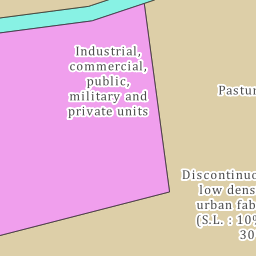 Industrial,
commercial,
public,
military and
private units
Pastur
Discontinuo
low dens
urban fab
(S.L. : 10%
30